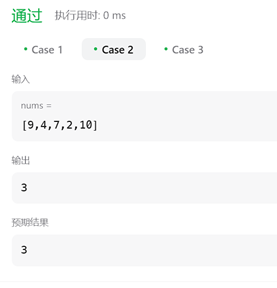 通过 执行用时: 0 ms
• Case 1 • Case 2 • Case 3
输入
nums =
[9,4,7,2,10]
输出
3
预期结果
3